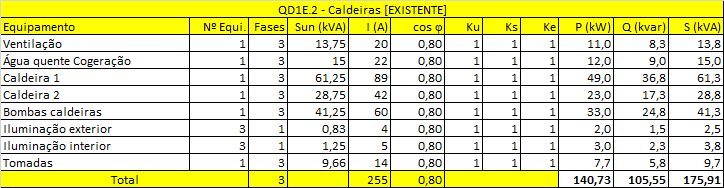 QD1E.2 - Caldeiras [EXISTENTE]
Equipamento Nº Equi. Fases Sun (kVA) I (A) cos φ Ku Ks Ke P (kW) Q (kvar) S (kVA)
Ventilação 1 3 13,75 20 0,80 1 1 1 11,0 8,3 13,8
Água quente Cogeração 1 3 15 22 0,80 1 1 1 12,0 9,0 15,0
Caldeira 1 1 3 61,25 89 0,80 1 1 1 49,0 36,8 61,3
Caldeira 2 1 3 28,75 42 0,80 1 1 1 23,0 17,3 28,8
Bombas caldeiras 1 3 41,25 60 0,80 1 1 1 33,0 24,8 41,3
Iluminação exterior 3 1 0,83 4 0,80 1 1 1 2,0 1,5 2,5
Iluminação interior 3 1 1,25 5 0,80 1 1 1 3,0 2,3 3,8
Tomadas 1 3 9,66 14 0,80 1 1 1 7,7 5,8 9,7
Total 3 255 0,80 140,73 105,55 175,91